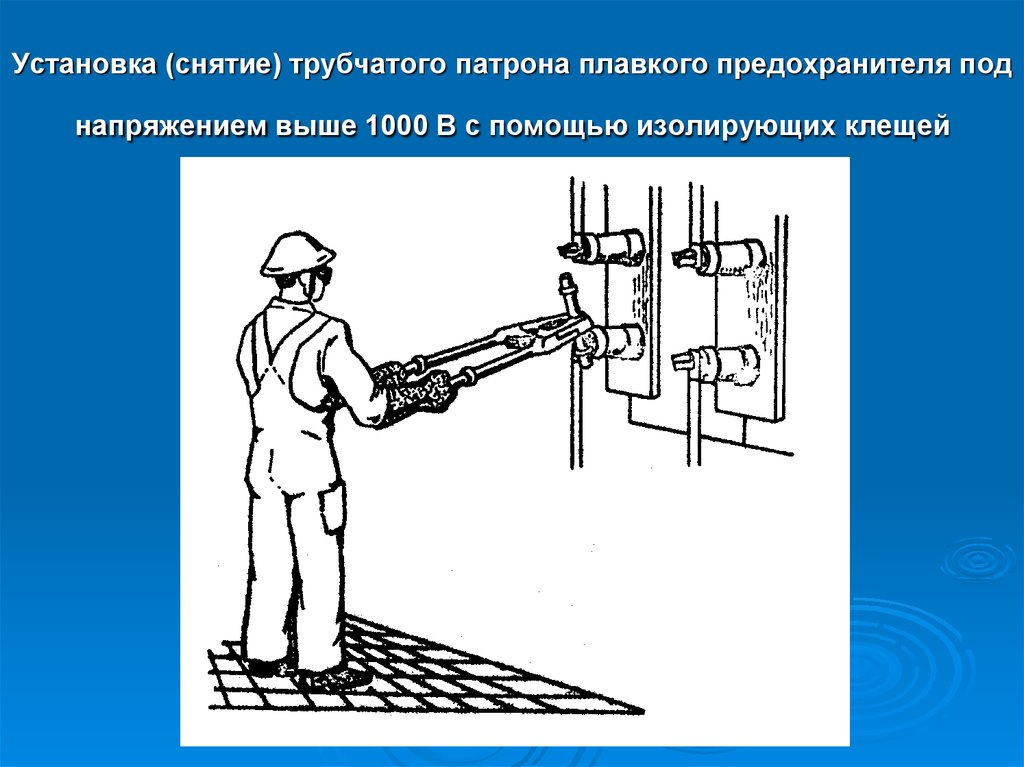 Установка (снятие) трубчатого патрона плавкого предохранителя под
напряжением выше 1000 В с помощью изолирующих клещей